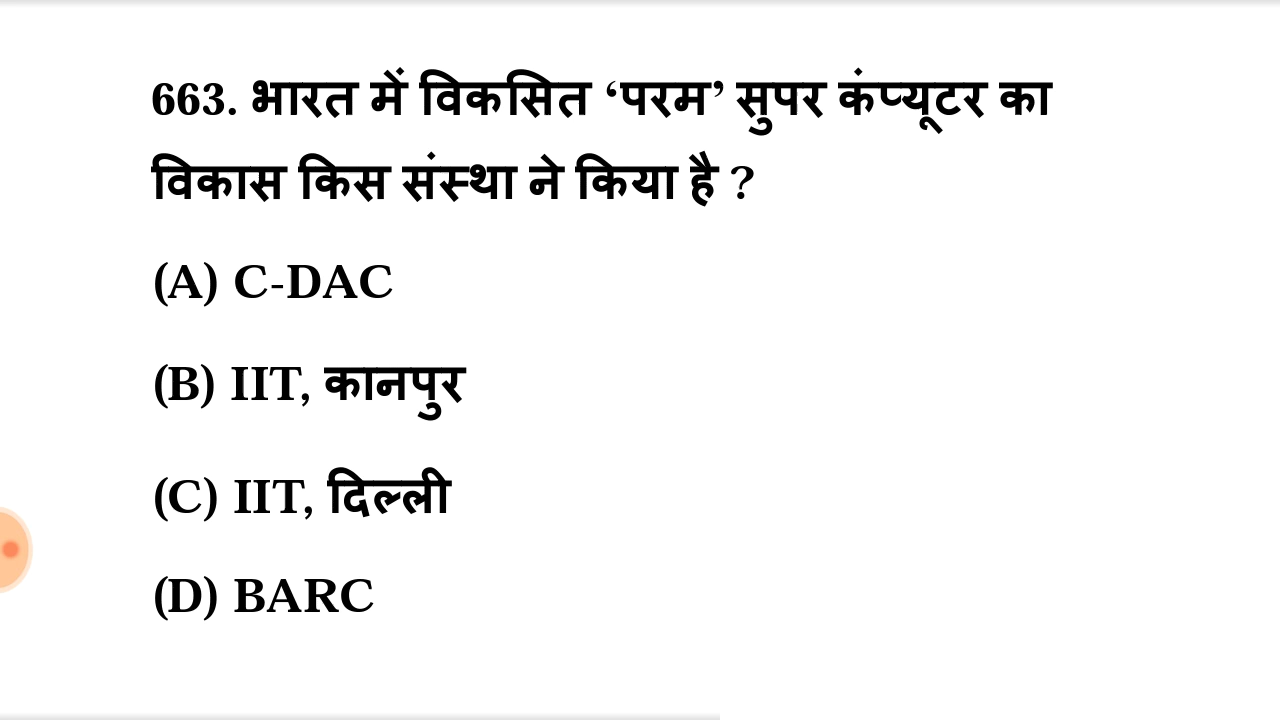 663. भारत में विकसित ‘परम’ सुपर कंप्यूटर का
विकास किस संस्था ने किया है ?
(A) C-DAC
(B) IIT, कानपुर
(C) IIT, दिल्ली
(D) BARC